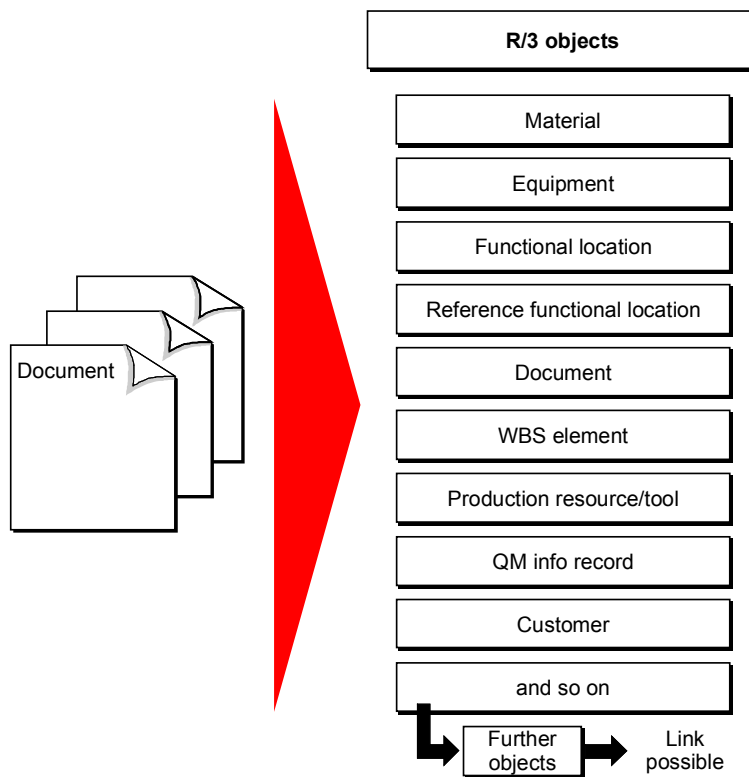 R/3 objects
Material
Equipment
Functional location
Reference functional location
Document
Document
WBS element
Production resource/tool
QM info record
Customer
and so on
Further
objects
Link
possible